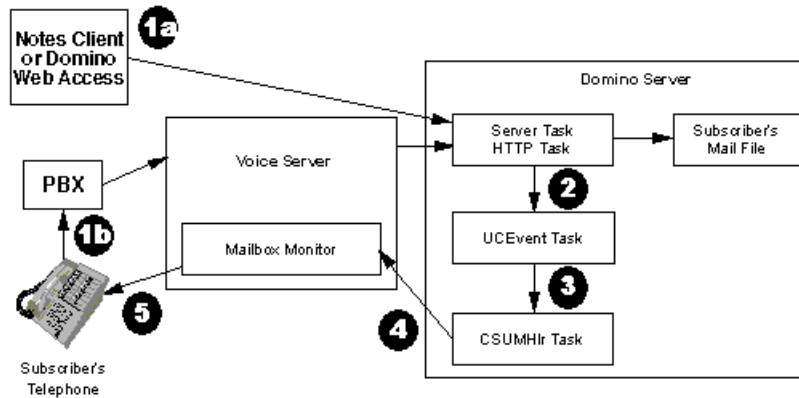 Notes Client
or Domino
Web Access
1a
Domino Server
Server Task
HTTP Task
Subscriber's
Mail File
Voice Server
PBX
2
1b
Mailbox Monitor
UCEvent Task
3
5
4
CSUMHlr Task
Subscriber's
Telephone